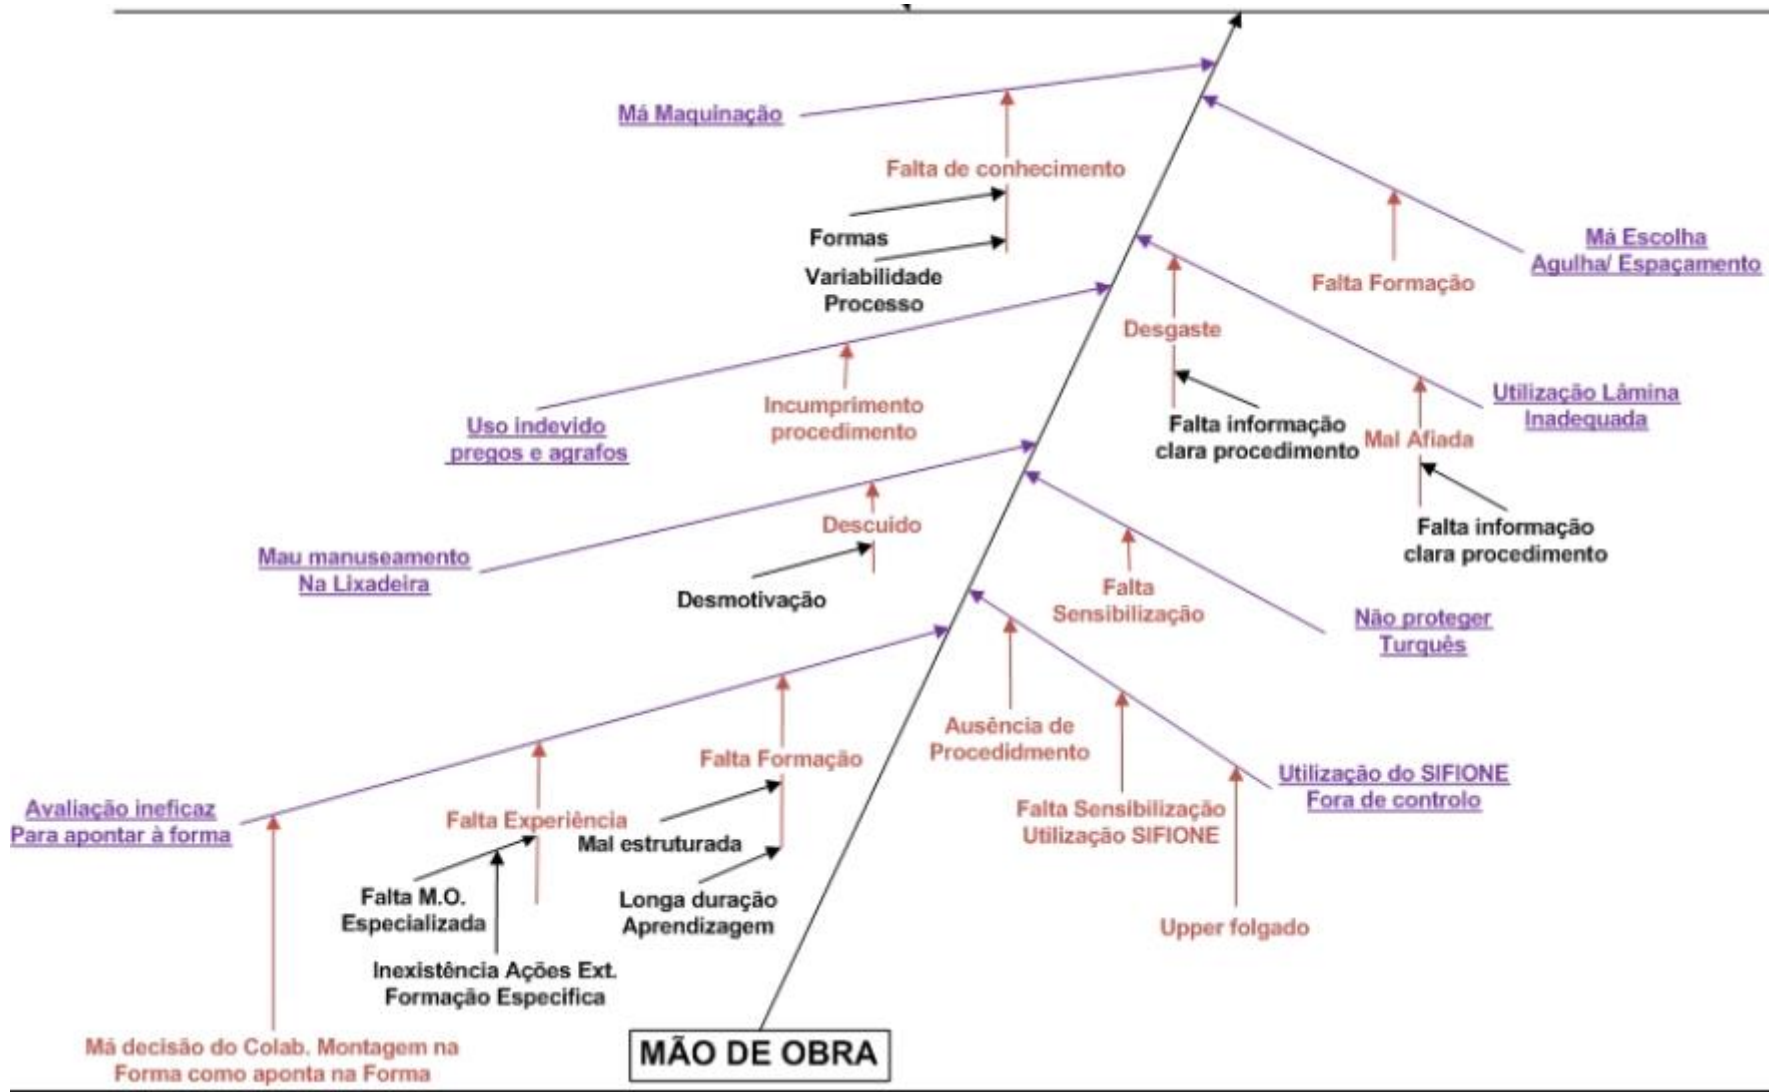 Má Maquinação
Falta de conhecimento
Formas
Variabilidade
Processo
Má Escolha
Agulha/ Espaçamento
Falta Formação
Desgaste
Falta informação
clara procedimento
Utilização Lâmina
Inadequada
Mal Afiada
Falta informação
clara procedimento
Uso indevido
pregos e agrafos
Incumprimento
procedimento
Mau manuseamento
Na Lixadeira
Descuido
Desmotivação
Falta
Sensibilização
Não proteger
Turquês
Avaliação ineficaz
Para apontar à forma
Falta Experiência
Falta Formação
Mal estruturada
Longa duração
Aprendizagem
Falta M.O.
Especializada
Inexistência Ações Ext.
Formação Especifica
Má decisão do Colab. Montagem na
Forma como aponta na Forma
Ausência de
Procedidmento
Falta Sensibilização
Utilização SIFIONE
Upper folgado
Utilização do SIFIONE
Fora de controlo
MÃO DE OBRA